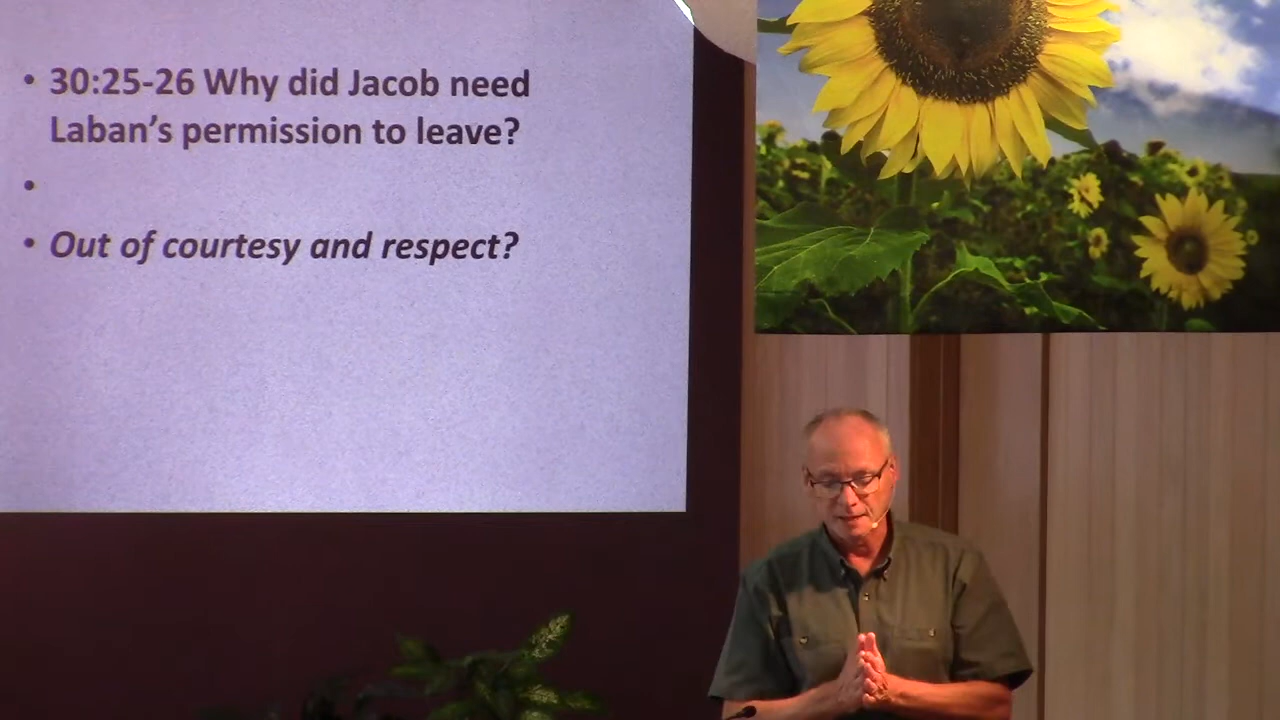 • 30:25-26 Why did Jacob need
Laban’s permission to leave?
•
• Out of courtesy and respect?